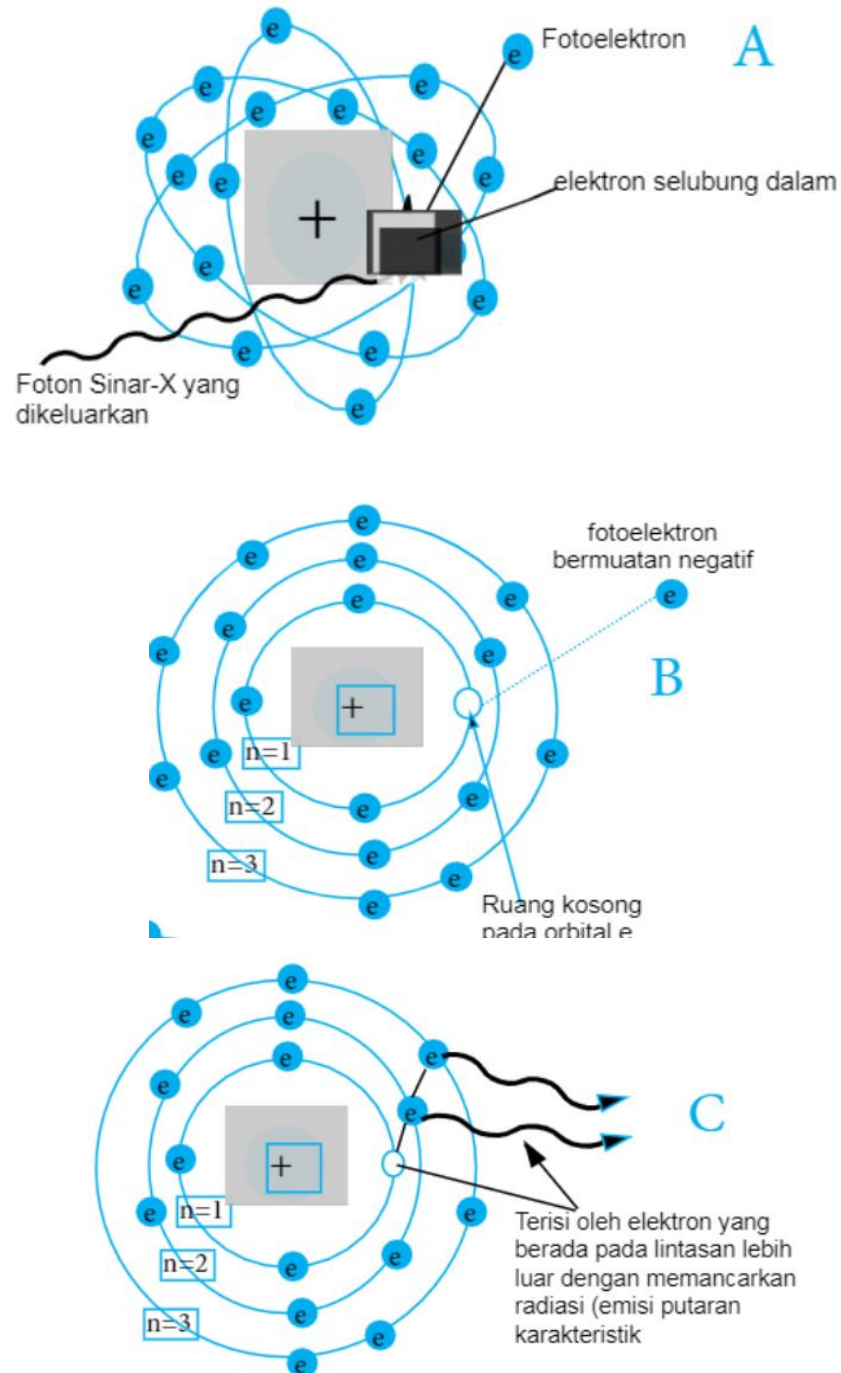 e
Fotoelektron
A
e
e
e
e
e
e
e
e
e
e
elektron selubung dalam
e
+
e
e
e
e
e
Foton Sinar-X yang
dikeluarkan
e
e
fotoelektron
bermuatan negatif
e
e
e
e
e
e
e
e
B
e
+
n=1
e
e
e
n=2
e
e
n=3
e
e
e
Ruang kosong
pada orbital e
e
e
e
e
e
e
e
C
e
+
n=1
e
e
n=2
e
e
n=3
e
e
e
Terisi oleh elektron yang
berada pada lintasan lebih
luar dengan memancarkan
radiasi (emisi putaran
karakteristik